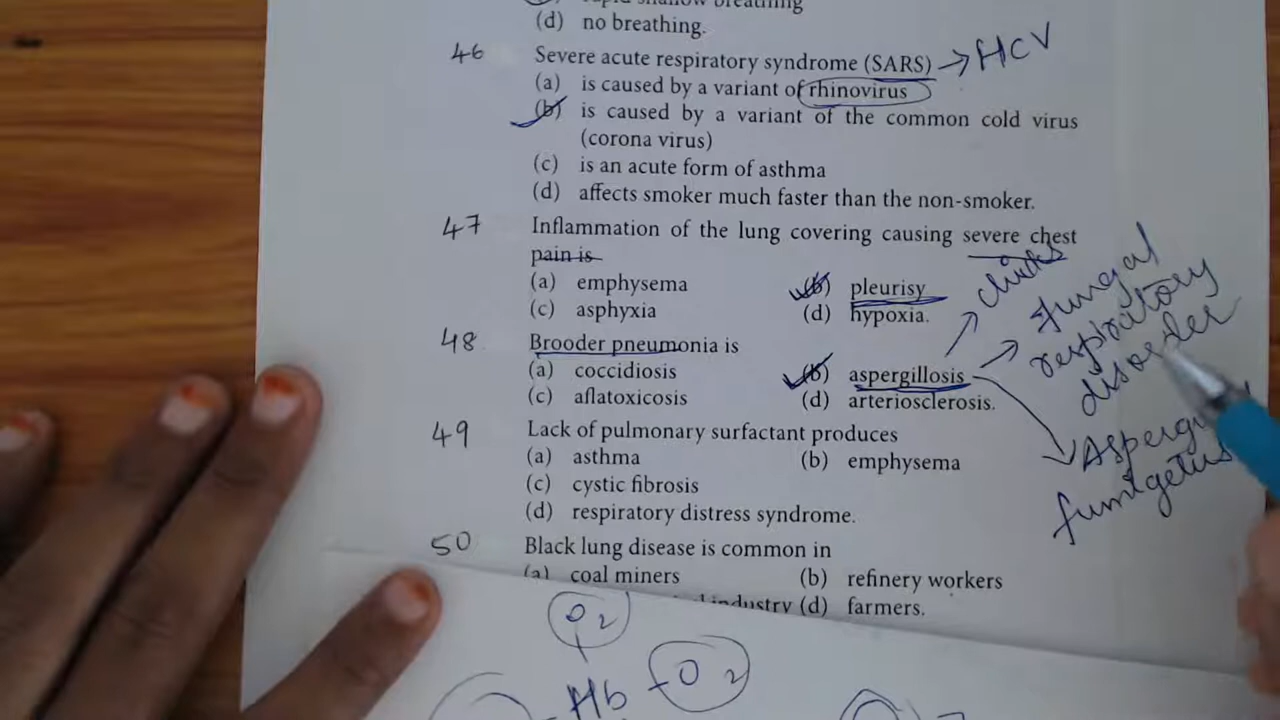 (d) no breathing.
46 Severe acute respiratory syndrome (SARS) → HCV
(a) is caused by a variant of rhinovirus
(b) is caused by a variant of the common cold virus
(corona virus)
(c) is an acute form of asthma
(d) affects smoker much faster than the non-smoker.
47 Inflammation of the lung covering causing severe chest
pain is
(a) emphysema (b) pleurisy
(c) asphyxia (d) hypoxia.
chicks
48 Brooder pneumonia is
(a) coccidiosis (b) aspergillosis
(c) aflatoxicosis (d) arteriosclerosis.
fungal
respiratory
disorder
49 Lack of pulmonary surfactant produces
(a) asthma (b) emphysema
(c) cystic fibrosis
(d) respiratory distress syndrome.
fumigetus
50 Black lung disease is common in
(a) coal miners (b) refinery workers
industry (d) farmers.
O2
Hb - O2